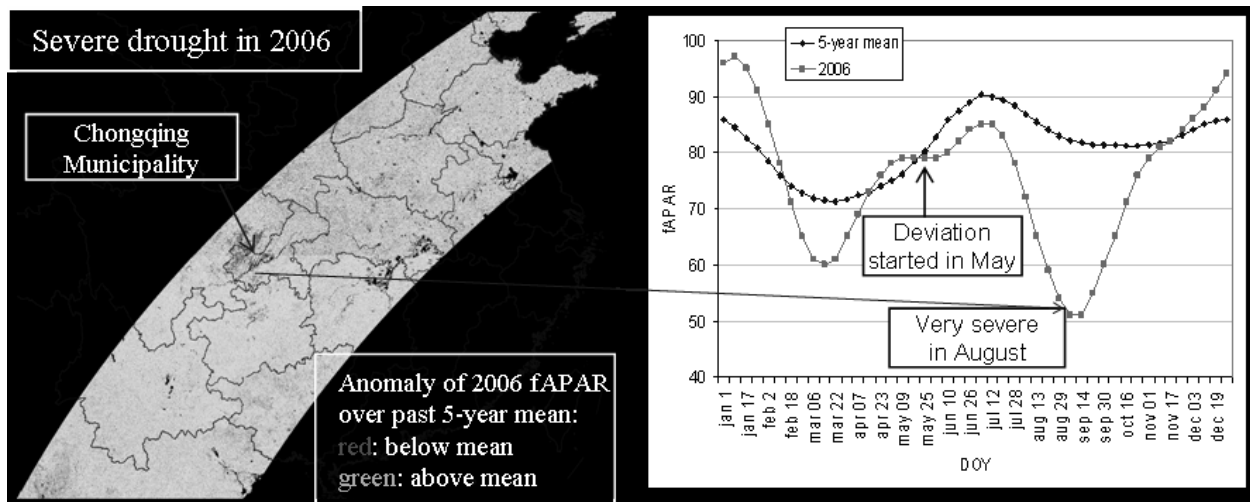 Severe drought in 2006
Chongqing
Municipality
Anomaly of 2006 fAPAR
over past 5-year mean:
red: below mean
green: above mean
5-year mean
2006
100
90
80
70
60
50
40
fAPAR
Deviation
started in May
Very severe
in August
jan 1
jan 17
feb 2
feb 18
mar 06
mar 22
apr 07
apr 23
may 09
may 25
jun 10
jun 26
jul 12
jul 28
aug 13
aug 29
sep 14
sep 30
oct 16
nov 01
nov 17
dec 03
dec 19
DOY